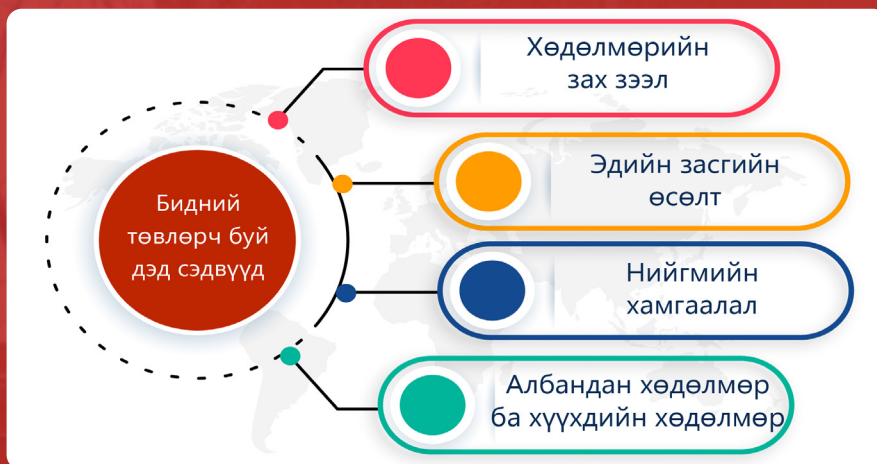 Бидний
төвлөрч буй
дэд сэдвүүд
Хөдөлмөрийн
зах зээл
Эдийн засгийн
өсөлт
Нийгмийн
хамгаалал
Албандан хөдөлмөр
ба хүүхдийн хөдөлмөр